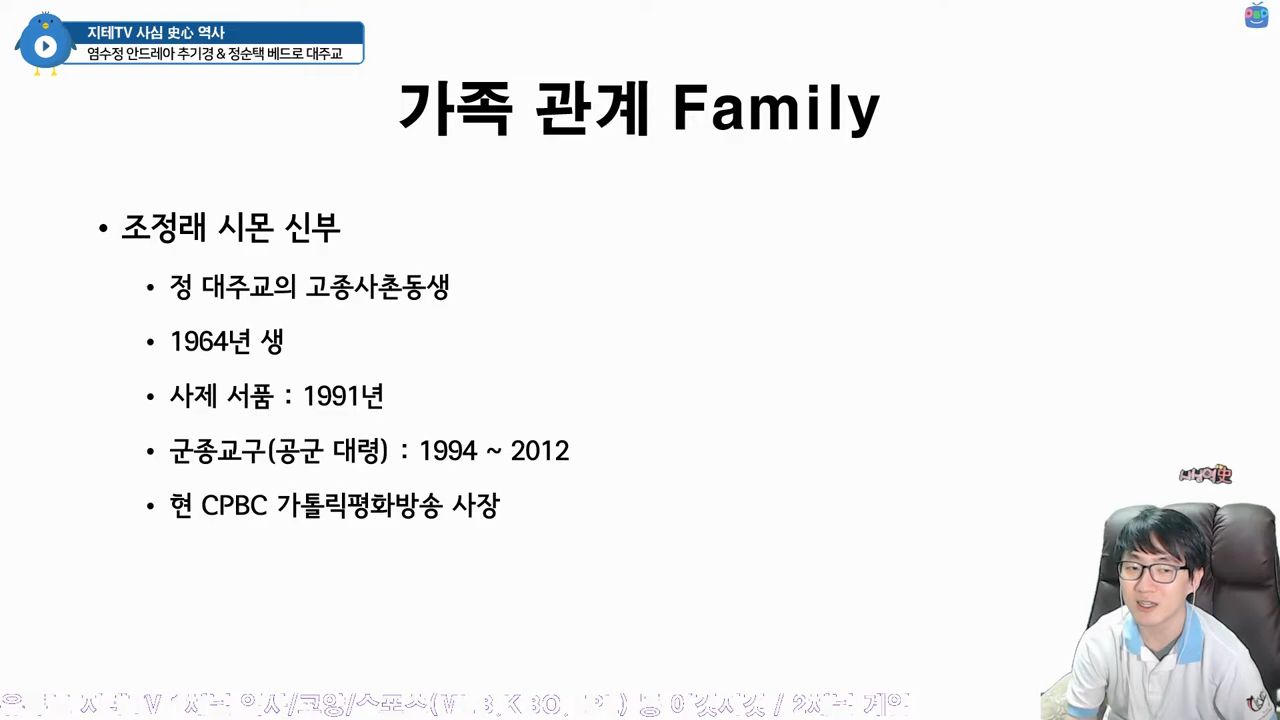 지테TV 사심 史心 역사
염수정 안드레아 추기경 & 정순택 베드로 대주교
가족 관계 Family
• 조정래 시몬 신부
• 정 대주교의 고종사촌동생
• 1964년 생
• 사제 서품 : 1991년
• 군종교구(공군 대령) : 1994 ~ 2012
• 현 CPBC 가톨릭평화방송 사장